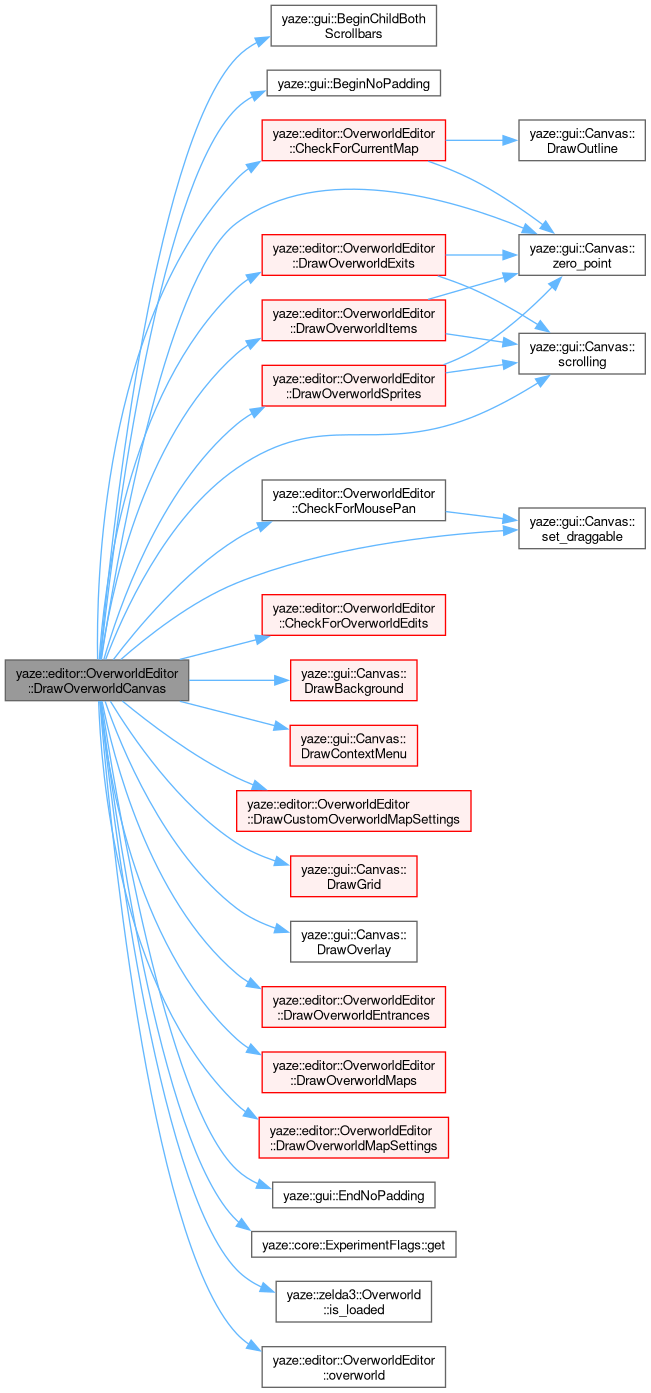 yaze::gui::BeginChildBoth
Scrollbars
yaze::gui::BeginNoPadding
yaze::editor::OverworldEditor
::CheckForCurrentMap
yaze::gui::Canvas::
DrawOutline
yaze::editor::OverworldEditor
::DrawOverworldExits
yaze::gui::Canvas::
zero_point
yaze::editor::OverworldEditor
::DrawOverworldItems
yaze::gui::Canvas::
scrolling
yaze::editor::OverworldEditor
::DrawOverworldSprites
yaze::editor::OverworldEditor
::CheckForMousePan
yaze::gui::Canvas::
set_draggable
yaze::editor::OverworldEditor
::CheckForOverworldEdits
yaze::editor::OverworldEditor
::DrawOverworldCanvas
yaze::gui::Canvas::
DrawBackground
yaze::gui::Canvas::
DrawContextMenu
yaze::editor::OverworldEditor
::DrawCustomOverworldMapSettings
yaze::gui::Canvas::
DrawGrid
yaze::gui::Canvas::
DrawOverlay
yaze::editor::OverworldEditor
::DrawOverworldEntrances
yaze::editor::OverworldEditor
::DrawOverworldMaps
yaze::editor::OverworldEditor
::DrawOverworldMapSettings
yaze::gui::EndNoPadding
yaze::core::ExperimentFlags::get
yaze::zelda3::Overworld
::is_loaded
yaze::editor::OverworldEditor
::overworld